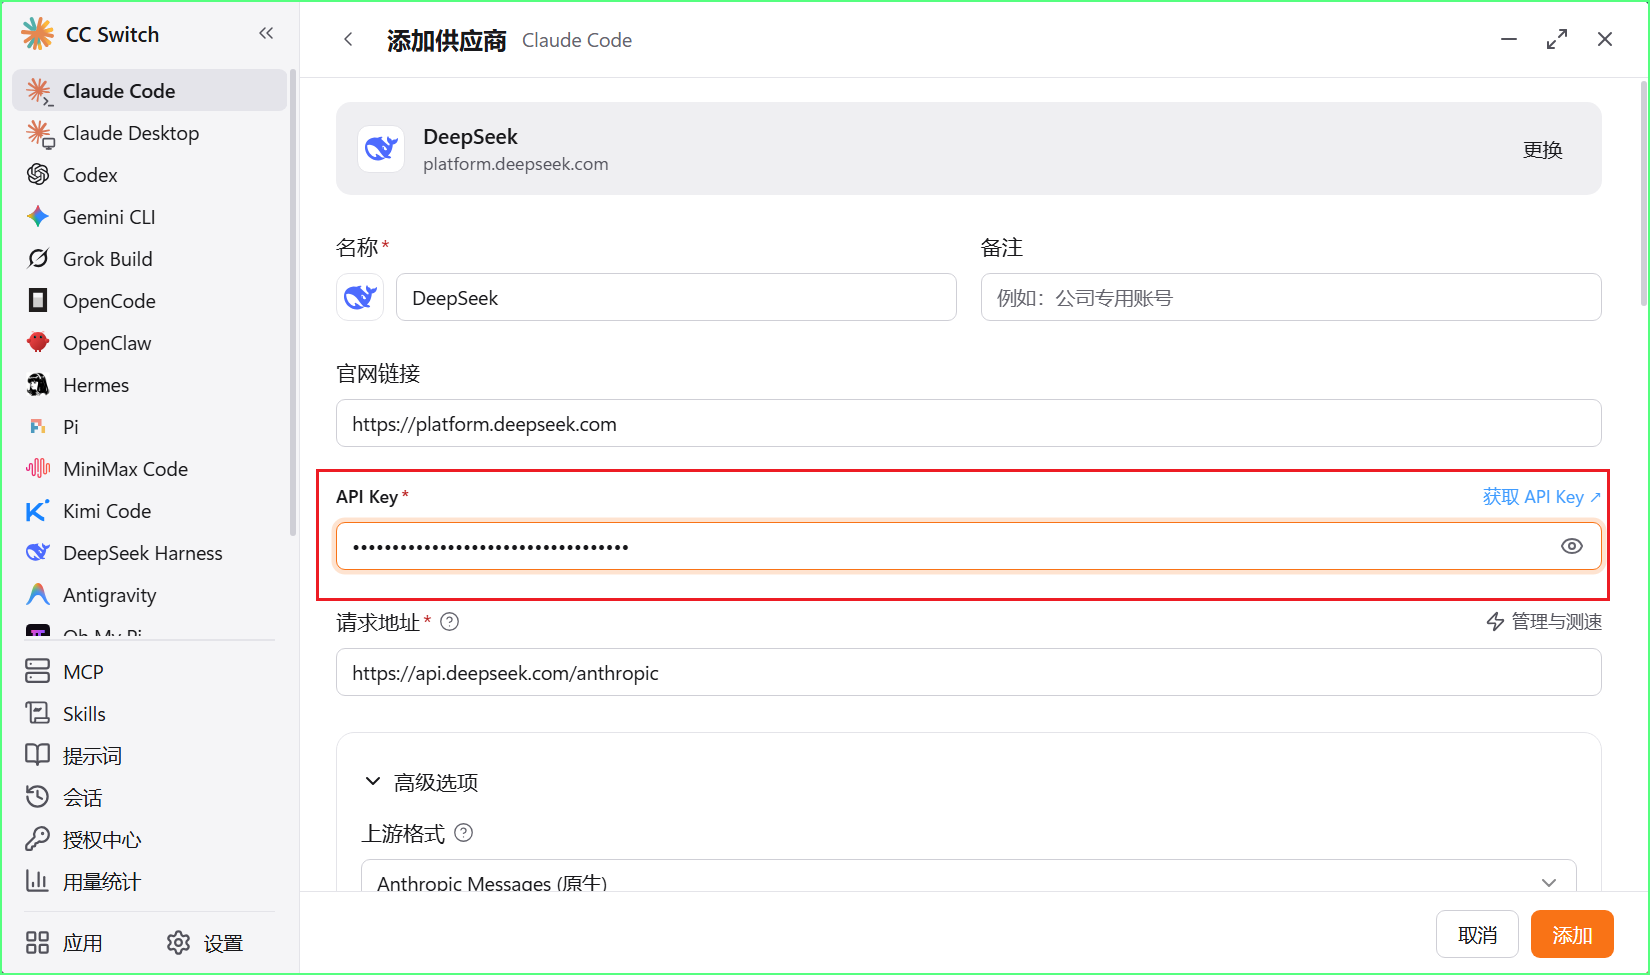 CC Switch
Claude Code
Claude Desktop
Codex
Gemini CLI
Grok Build
OpenCode
OpenClaw
Hermes
Pi
MiniMax Code
Kimi Code
DeepSeek Harness
Antigravity
Oh My Pi
MCP
Skills
提示词
会话
授权中心
用量统计
应用 设置
添加供应商 Claude Code
DeepSeek
platform.deepseek.com
更换
名称* 备注
DeepSeek 例如：公司专用账号
官网链接
https://platform.deepseek.com
API Key* 获取 API Key ↗
••••••••••••••••••••••••••••••••••• 
请求地址* 管理与测速
https://api.deepseek.com/anthropic
高级选项
上游格式
Anthropic Messages (原生)
取消 添加